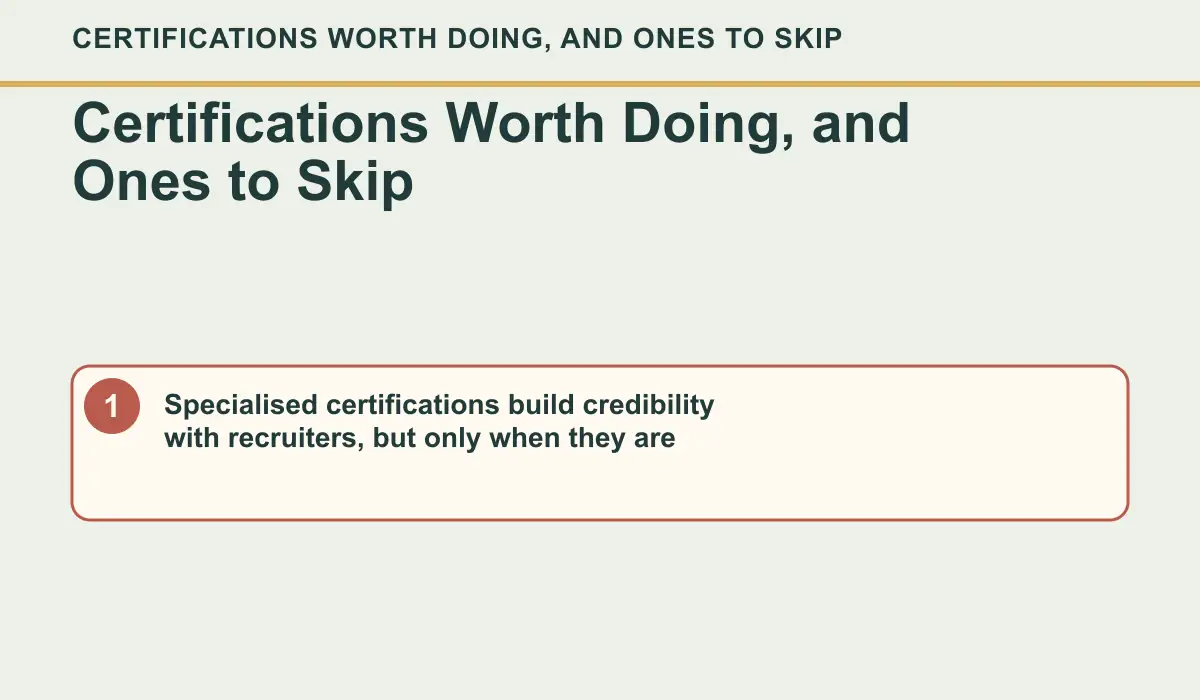 CERTIFICATIONS WORTH DOING, AND ONES TO SKIP
Certifications Worth Doing, and
Ones to Skip
1
Specialised certifications build credibility
with recruiters, but only when they are